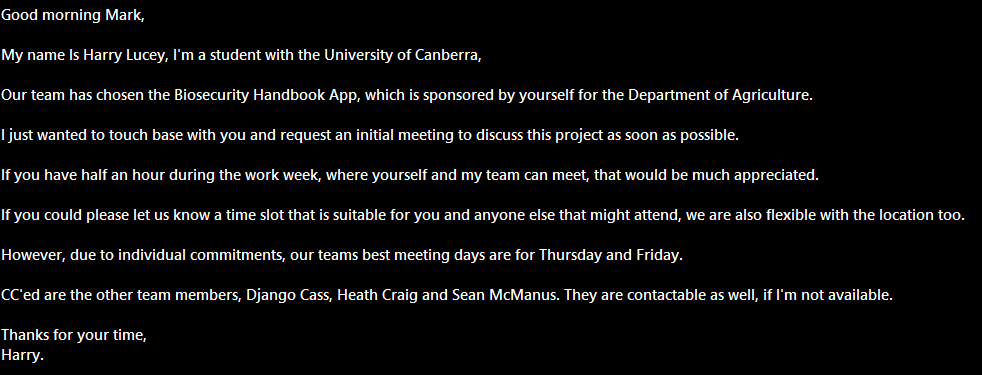 Good morning Mark,
My name Is Harry Lucey, I'm a student with the University of Canberra,
Our team has chosen the Biosecurity Handbook App, which is sponsored by yourself for the Department of Agriculture.
I just wanted to touch base with you and request an initial meeting to discuss this project as soon as possible.
If you have half an hour during the work week, where yourself and my team can meet, that would be much appreciated.
If you could please let us know a time slot that is suitable for you and anyone else that might attend, we are also flexible with the location too.
However, due to individual commitments, our teams best meeting days are for Thursday and Friday.
CC'ed are the other team members, Django Cass, Heath Craig and Sean McManus. They are contactable as well, if I'm not available.
Thanks for your time,
Harry.